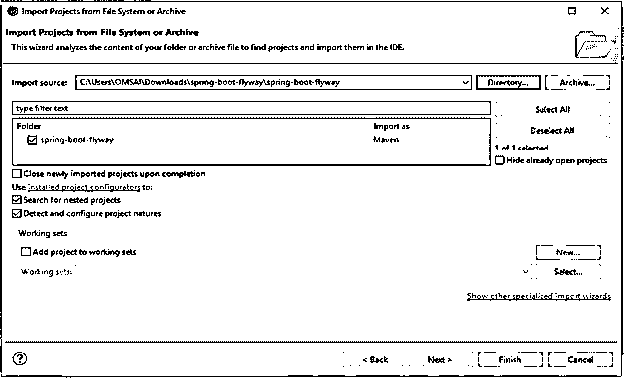 Import Projects from File System or Archive
Import Projects from File System or Archive
This wizard analyzes the content of your folder or archive file to find projects and import them in the IDE.
Import source: C:\Users\OMSAI\Downloads\spring-boot-flyway\spring-boot-flyway Directory... Archive...
type filter text Select All
Folder Import as
spring-boot-flyway Maven
Deselect All
1 of 1 selected
Hide already open projects
Close newly imported projects upon completion
Use installed project configurators to:
Search for nested projects
Detect and configure project natures
Working sets
Add project to working sets New...
Working sets: Select...
Show other specialized import wizards
< Back Next > Finish Cancel